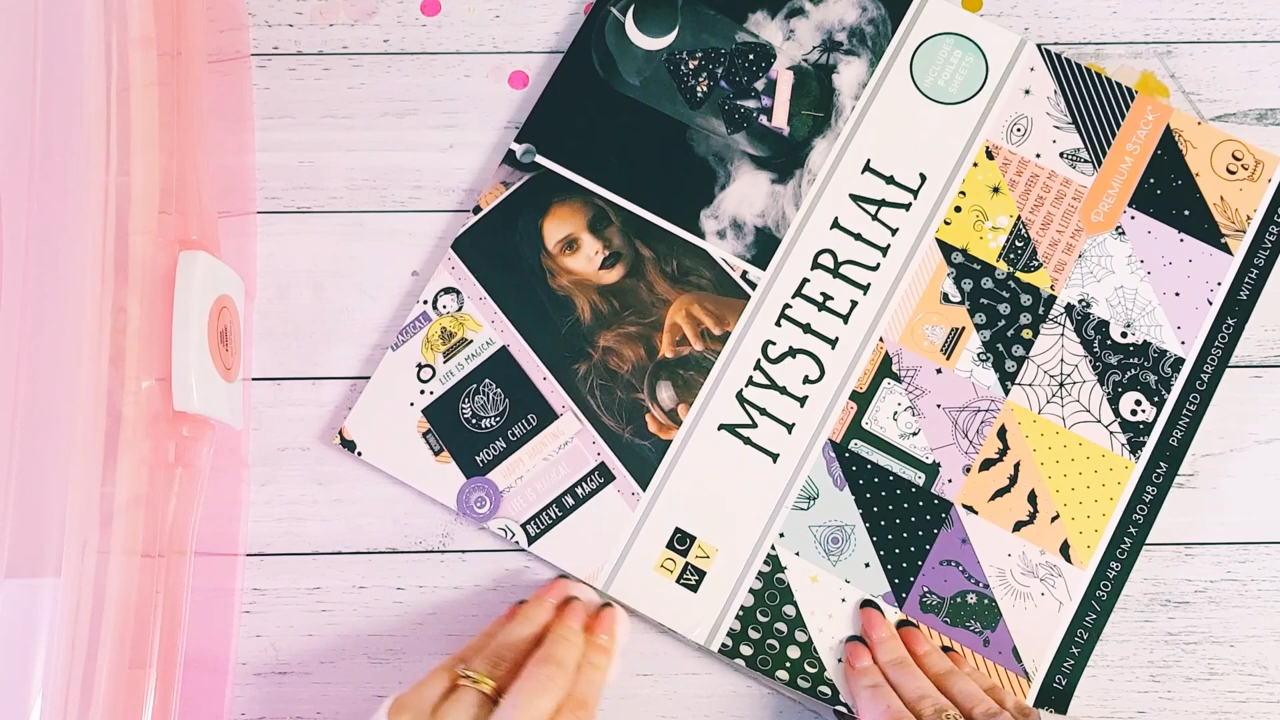 INCLUDES
FOILED
SHEETS!
PREMIUM STACK
MYSTERIAL
MAGICAL
LIFE IS MAGICAL
MOON CHILD
HAPPY HAUNTING
LIFE IS MAGICAL
BELIEVE IN MAGIC
DCWV
12 IN X 12 IN / 30.48 CM X 30.48 CM · PRINTED CARDSTOCK · WITH SILVER